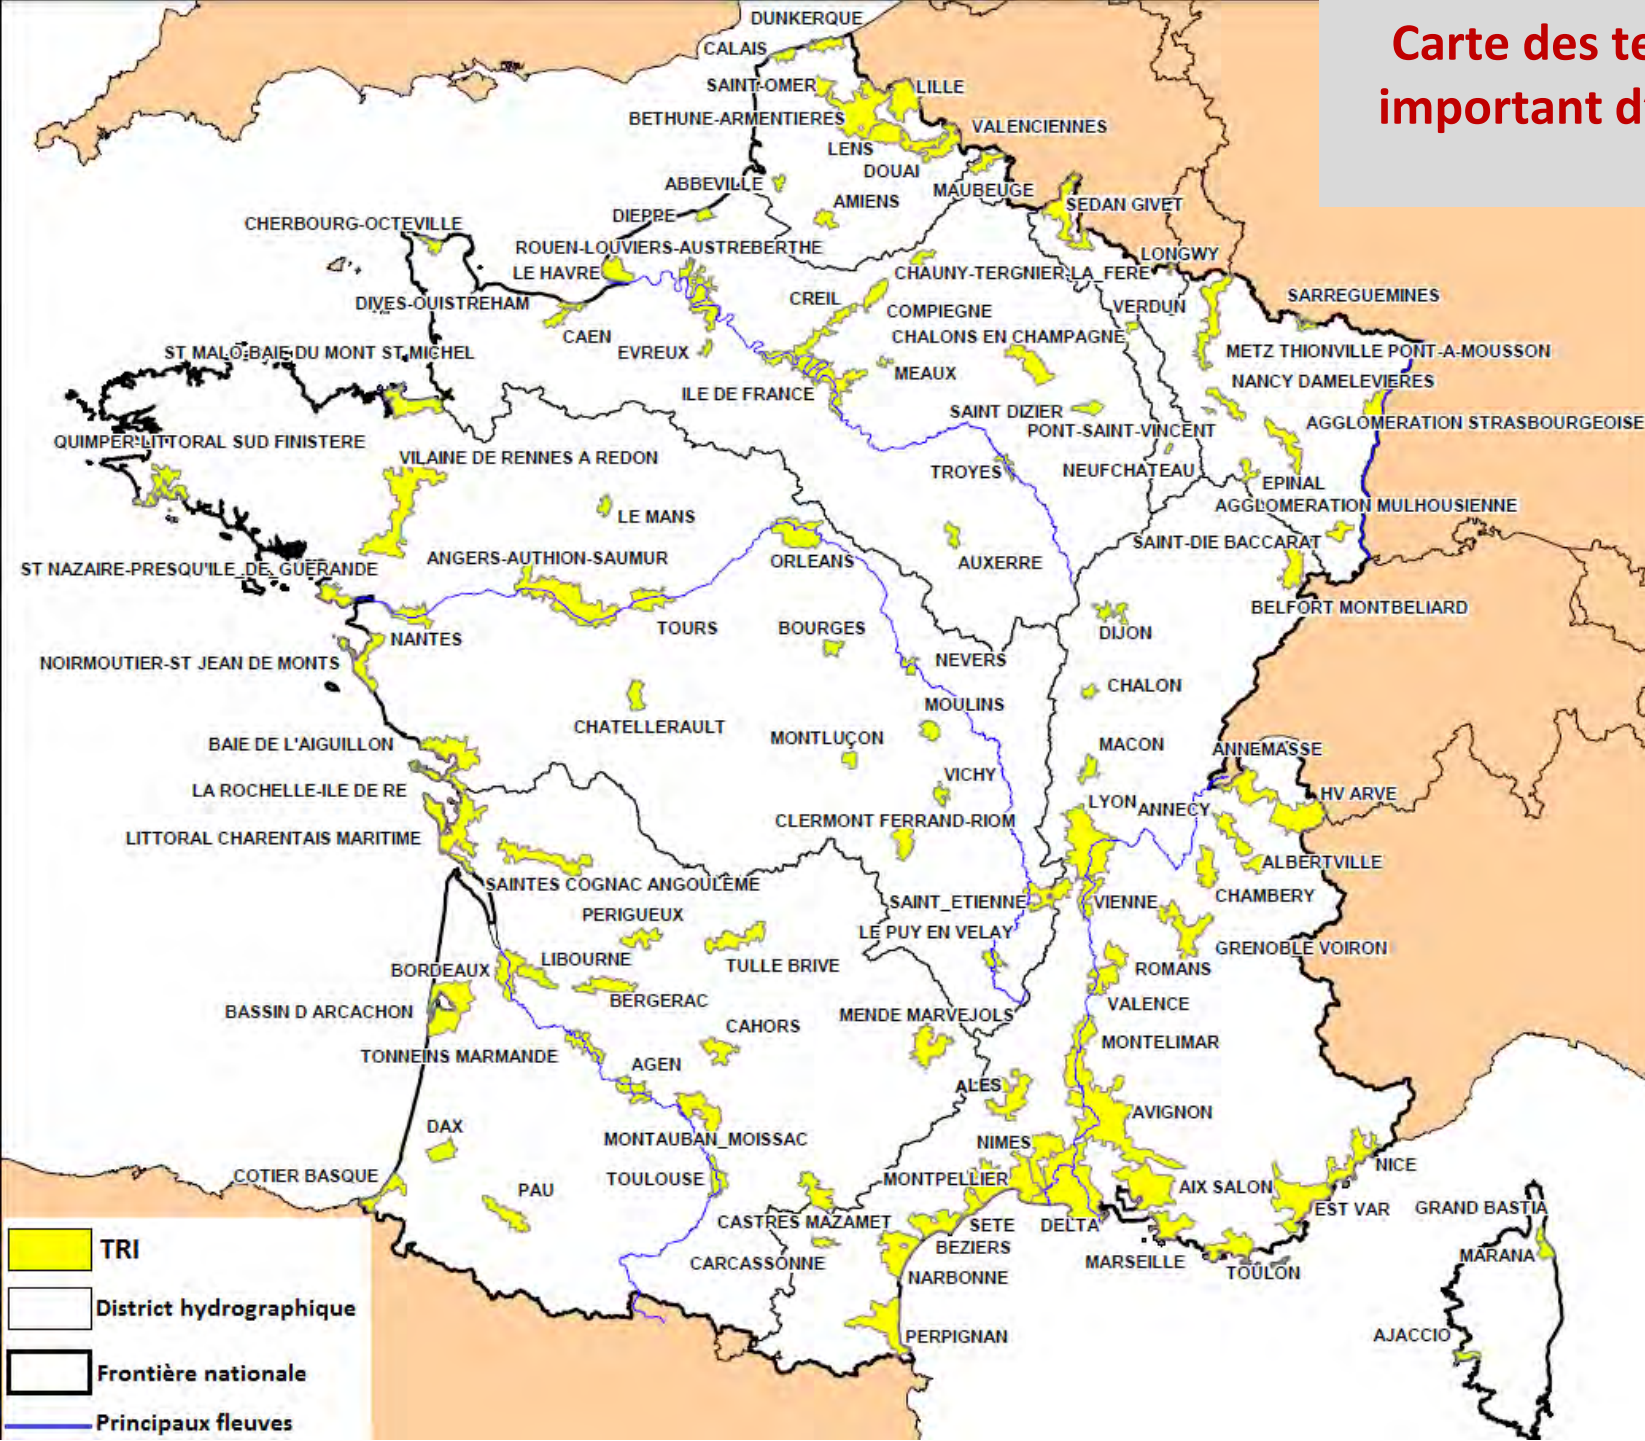 Carte des te
important d'
DUNKERQUE
CALAIS
SAINT-OMER
LILLE
BETHUNE-ARMENTIERES
VALENCIENNES
LENS
DOUAI
ABBEVILLE
MAUBEUGE
AMIENS
SEDAN GIVET
DIEPPE
CHERBOURG-OCTEVILLE
ROUEN-LOUVIERS-AUSTREBERTHE
LONGWY
LE HAVRE
CHAUNY-TERGNIER-LA_FERE
CREIL
SARREGUEMINES
DIVES-OUISTREHAM
COMPIEGNE
VERDUN
CAEN
CHALONS EN CHAMPAGNE
EVREUX
ST MALO-BAIE DU MONT ST MICHEL
METZ THIONVILLE PONT-A-MOUSSON
MEAUX
NANCY DAMELEVIERES
ILE DE FRANCE
SAINT DIZIER
AGGLOMERATION STRASBOURGEOISE
PONT-SAINT-VINCENT
QUIMPER-LITTORAL SUD FINISTERE
VILAINE DE RENNES A REDON
TROYES
NEUFCHATEAU
EPINAL
AGGLOMERATION MULHOUSIENNE
LE MANS
SAINT-DIE BACCARAT
ANGERS-AUTHION-SAUMUR
ORLEANS
AUXERRE
ST NAZAIRE-PRESQU'ILE_DE_GUERANDE
BELFORT MONTBELIARD
TOURS
BOURGES
DIJON
NANTES
NEVERS
NOIRMOUTIER-ST JEAN DE MONTS
CHALON
MOULINS
CHATELLERAULT
MONTLUÇON
BAIE DE L'AIGUILLON
MACON
ANNEMASSE
VICHY
LA ROCHELLE-ILE DE RE
HV ARVE
LYON
ANNECY
CLERMONT FERRAND-RIOM
LITTORAL CHARENTAIS MARITIME
ALBERTVILLE
SAINTES COGNAC ANGOULEME
CHAMBERY
SAINT_ETIENNE
VIENNE
PERIGUEUX
LE PUY EN VELAY
GRENOBLE VOIRON
LIBOURNE
TULLE BRIVE
BORDEAUX
ROMANS
BERGERAC
VALENCE
BASSIN D ARCACHON
MENDE MARVEJOLS
CAHORS
MONTELIMAR
TONNEINS MARMANDE
AGEN
ALES
AVIGNON
DAX
MONTAUBAN_MOISSAC
NIMES
NICE
COTIER BASQUE
TOULOUSE
MONTPELLIER
PAU
AIX SALON
EST VAR
GRAND BASTIA
CASTRES MAZAMET
SETE
DELTA
BEZIERS
MARANA
CARCASSONNE
MARSEILLE
TOULON
NARBONNE
PERPIGNAN
AJACCIO
TRI
District hydrographique
Frontière nationale
Principaux fleuves